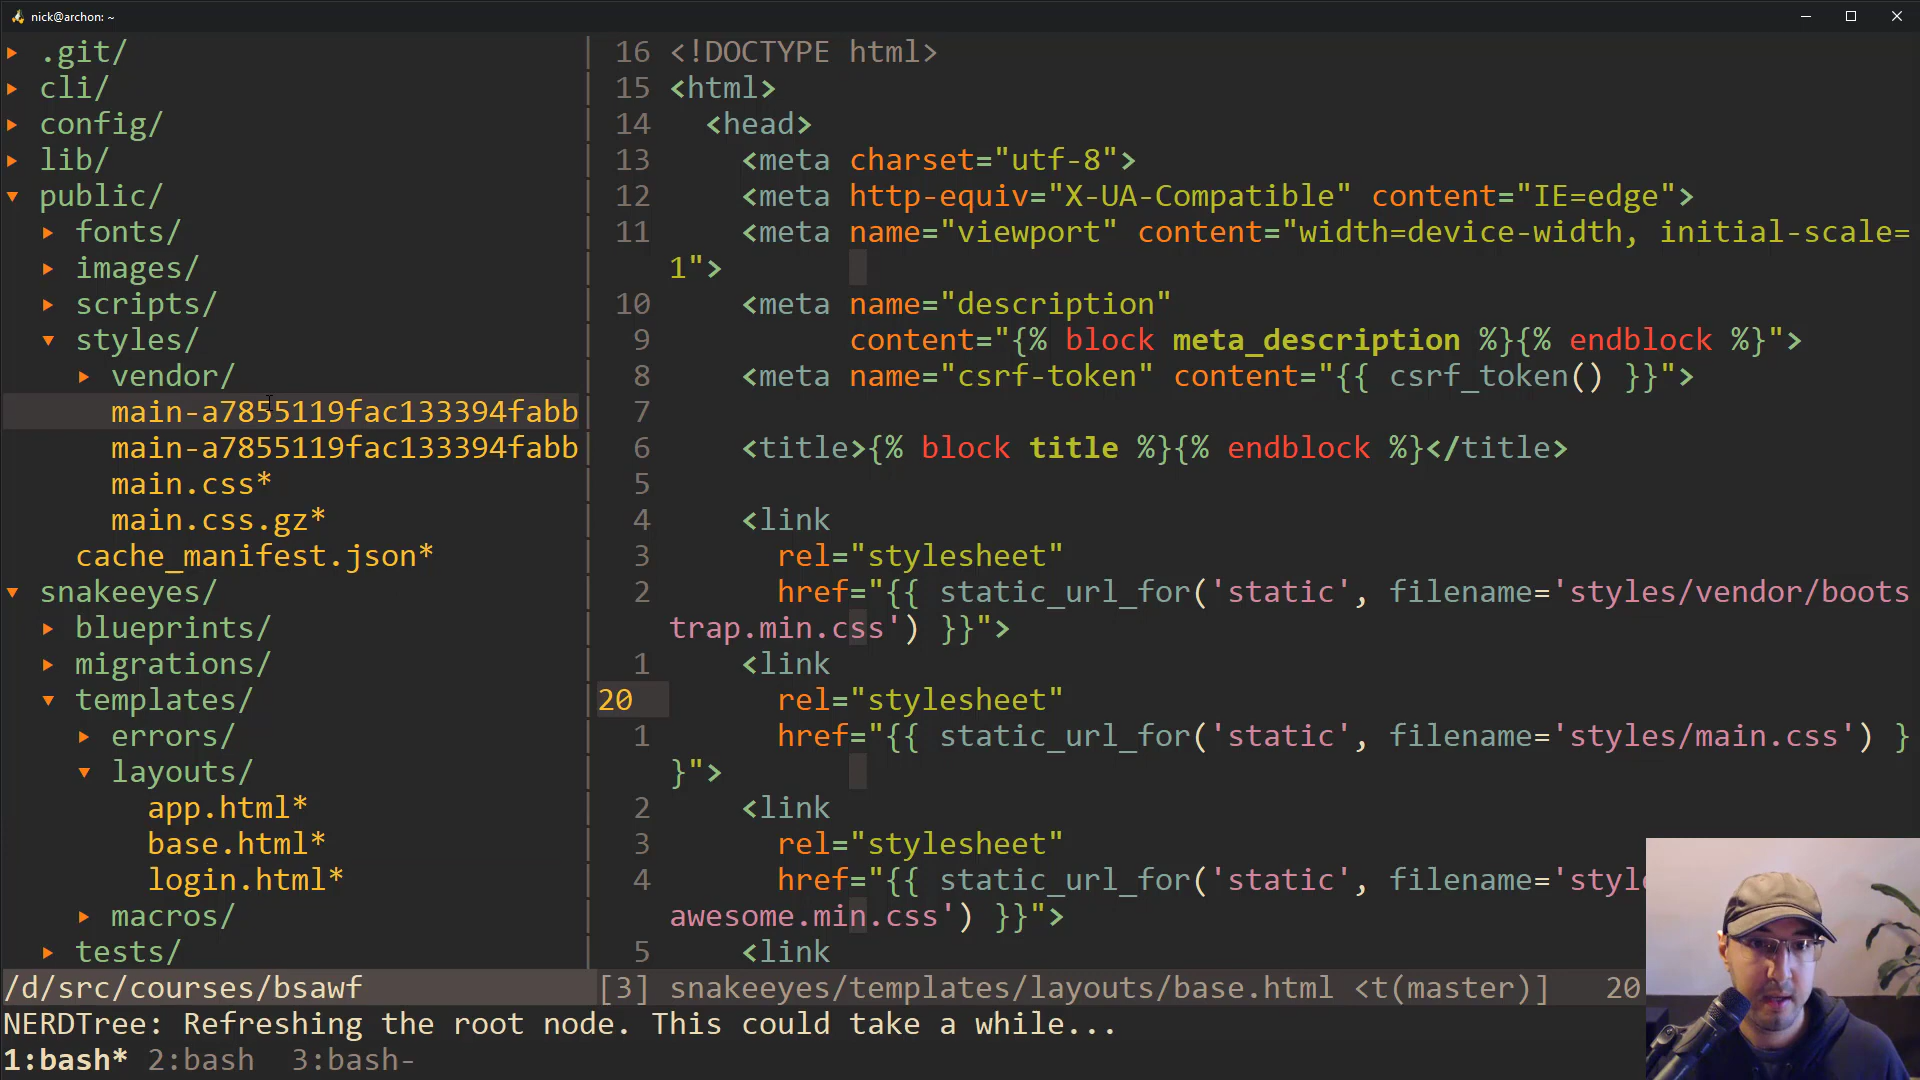 nick@archon: ~
▸ .git/
▸ cli/
▸ config/
▸ lib/
▾ public/
▸ fonts/
▸ images/
▸ scripts/
▾ styles/
▸ vendor/
main-a7855119fac133394fabb
main-a7855119fac133394fabb
main.css*
main.css.gz*
cache_manifest.json*
▾ snakeeyes/
▸ blueprints/
▸ migrations/
▾ templates/
▸ errors/
▾ layouts/
app.html*
base.html*
login.html*
▸ macros/
▸ tests/
/d/src/courses/bsawf
16 <!DOCTYPE html>
15 <html>
14 <head>
13 <meta charset="utf-8">
12 <meta http-equiv="X-UA-Compatible" content="IE=edge">
11 <meta name="viewport" content="width=device-width, initial-scale=
1">
10 <meta name="description"
9 content="{% block meta_description %}{% endblock %}">
8 <meta name="csrf-token" content="{{ csrf_token() }}">
7
6 <title>{% block title %}{% endblock %}</title>
5
4 <link
3 rel="stylesheet"
2 href="{{ static_url_for('static', filename='styles/vendor/boots
trap.min.css') }}">
1 <link
20 rel="stylesheet"
1 href="{{ static_url_for('static', filename='styles/main.css') }
}">
2 <link
3 rel="stylesheet"
4 href="{{ static_url_for('static', filename='style
awesome.min.css') }}">
5 <link
[3] snakeeyes/templates/layouts/base.html <t(master)] 20
NERDTree: Refreshing the root node. This could take a while...
1:bash* 2:bash 3:bash-